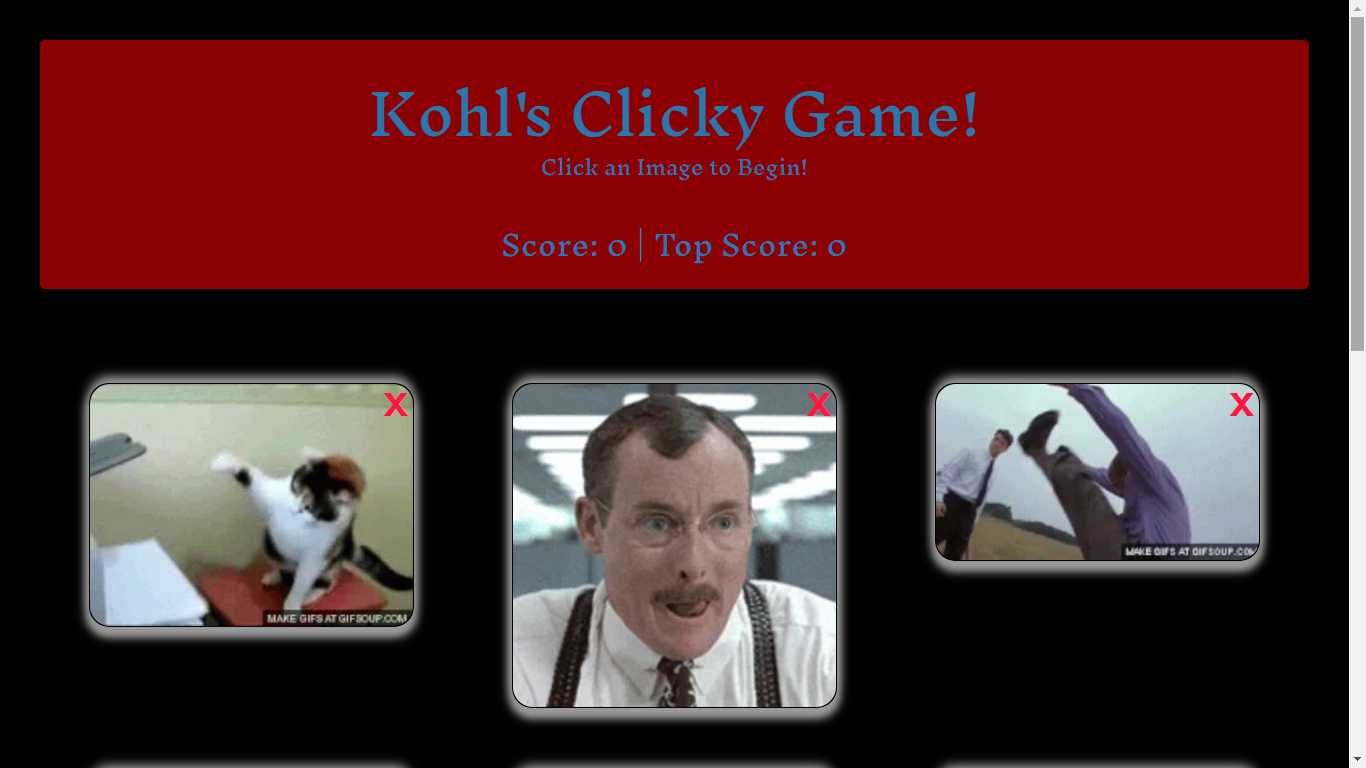 Kohl's Clicky Game!
Click an Image to Begin!
Score: 0 | Top Score: 0
X
X
X
MAKE GIFS AT GIFSOUP.COM
MAKE GIFS AT GIFSOUP.COM